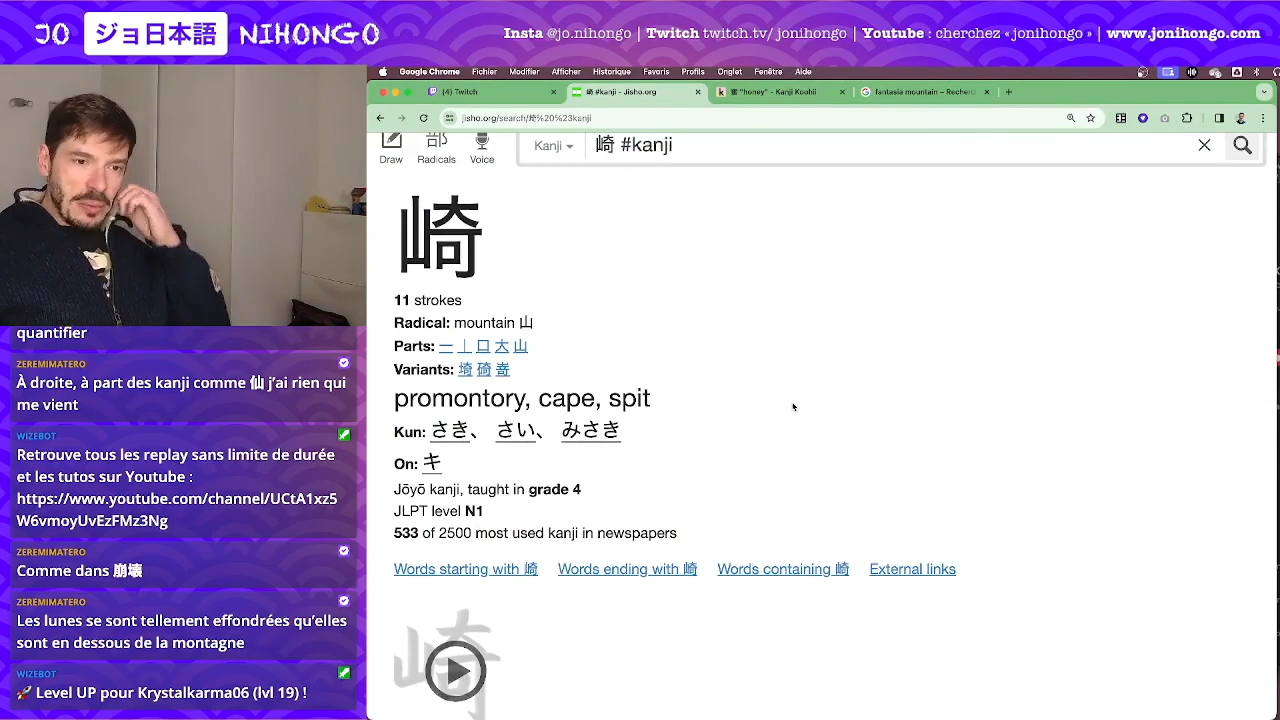 JO ジョ日本語 NIHONGO
Insta @jo.nihongo | Twitch twitch.tv/ jonihongo | Youtube : cherchez « jonihongo » | www.jonihongo.com
Google Chrome Fichier Modifier Afficher Historique Favoris Profils Onglet Fenêtre Aide
(4) Twitch
崎 #kanji - Jisho.org
蜜 "honey" - Kanji Koohii
fantasia mountain – Recherc
jisho.org/search/崎%20%23kanji
Draw
Radicals
Voice
Kanji
崎 #kanji
崎
11 strokes
Radical: mountain 山
Parts: 一 ｜ 口 大 山
Variants: 埼 碕 嵜
promontory, cape, spit
Kun: さき、 さい、 みさき
On: キ
Jōyō kanji, taught in grade 4
JLPT level N1
533 of 2500 most used kanji in newspapers
Words starting with 崎
Words ending with 崎
Words containing 崎
External links
崎
quantifier
ZEREMIMATERO
À droite, à part des kanji comme 仙 j'ai rien qui
me vient
WIZEBOT
Retrouve tous les replay sans limite de durée
et les tutos sur Youtube :
https://www.youtube.com/channel/UCtA1xz5
W6vmoyUvEzFMz3Ng
ZEREMIMATERO
Comme dans 崩壊
ZEREMIMATERO
Les lunes se sont tellement effondrées qu'elles
sont en dessous de la montagne
WIZEBOT
🚀 Level UP pour Krystalkarma06 (lvl 19) !